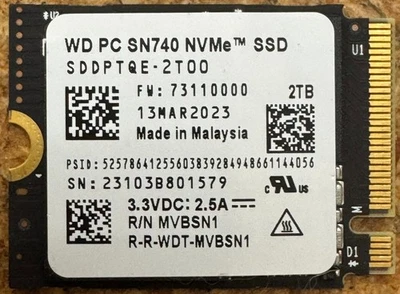 WD PC SN740 NVMe™ SSD
SDDPTQE-2T00
FW: 73110000
13MAR2023
2TB
Made in Malaysia
PSID: 52578641255603839284948661144056
SN: 23103B801579
3.3VDC: 2.5A
R/N MVBSN1
R-R-WDT-MVBSN1
U1
M
D1